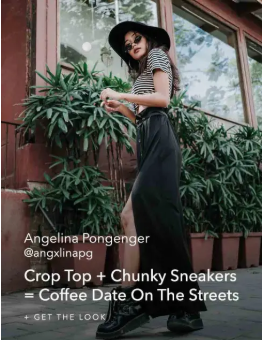 Angelina Pongenger
@angxlinapg
Crop Top + Chunky Sneakers
= Coffee Date On The Streets
+ GET THE LOOK